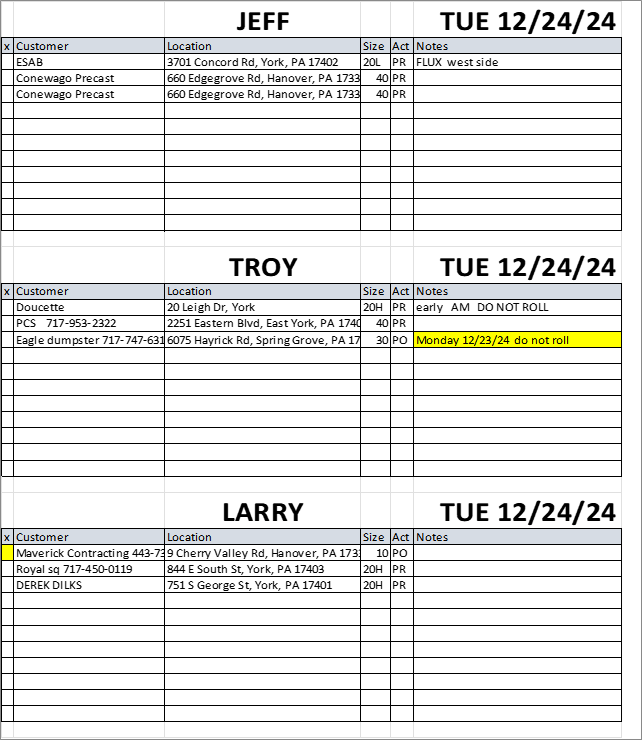 JEFF TUE 12/24/24
x Customer Location Size Act Notes
ESAB 3701 Concord Rd, York, PA 17402 20L PR FLUX west side
Conewago Precast 660 Edgegrove Rd, Hanover, PA 1733 40 PR
Conewago Precast 660 Edgegrove Rd, Hanover, PA 1733 40 PR
TROY TUE 12/24/24
x Customer Location Size Act Notes
Doucette 20 Leigh Dr, York 20H PR early AM DO NOT ROLL
PCS 717-953-2322 2251 Eastern Blvd, East York, PA 1740 40 PR
Eagle dumpster 717-747-631 6075 Hayrick Rd, Spring Grove, PA 17 30 PO Monday 12/23/24 do not roll
LARRY TUE 12/24/24
x Customer Location Size Act Notes
Maverick Contracting 443-73 9 Cherry Valley Rd, Hanover, PA 173 10 PO
Royal sq 717-450-0119 844 E South St, York, PA 17403 20H PR
DEREK DILKS 751 S George St, York, PA 17401 20H PR